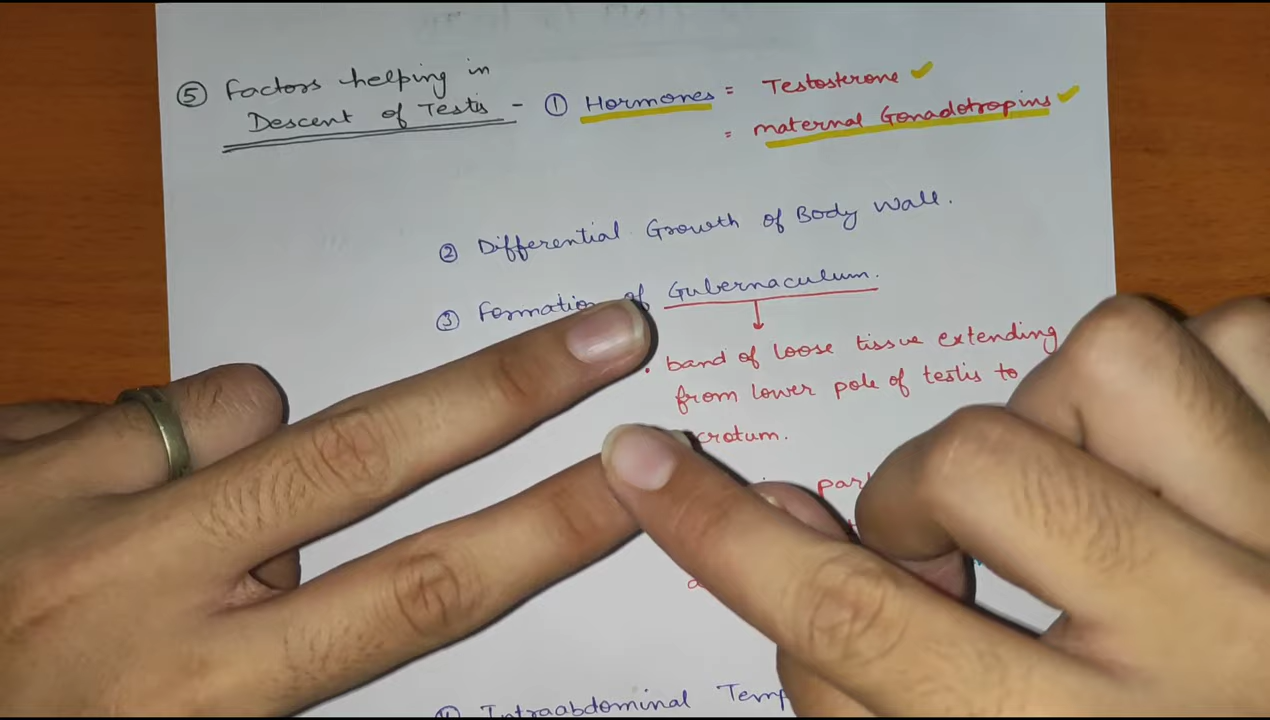 ⑤ Factors helping in
Descent of Testis - ① Hormones = Testosterone ✓
= maternal Gonadotropins ✓
② Differential Growth of Body Wall.
③ Formation of Gubernaculum.
. band of loose tissue extending
from lower pole of testis to
crotum.
④ Intraabdominal